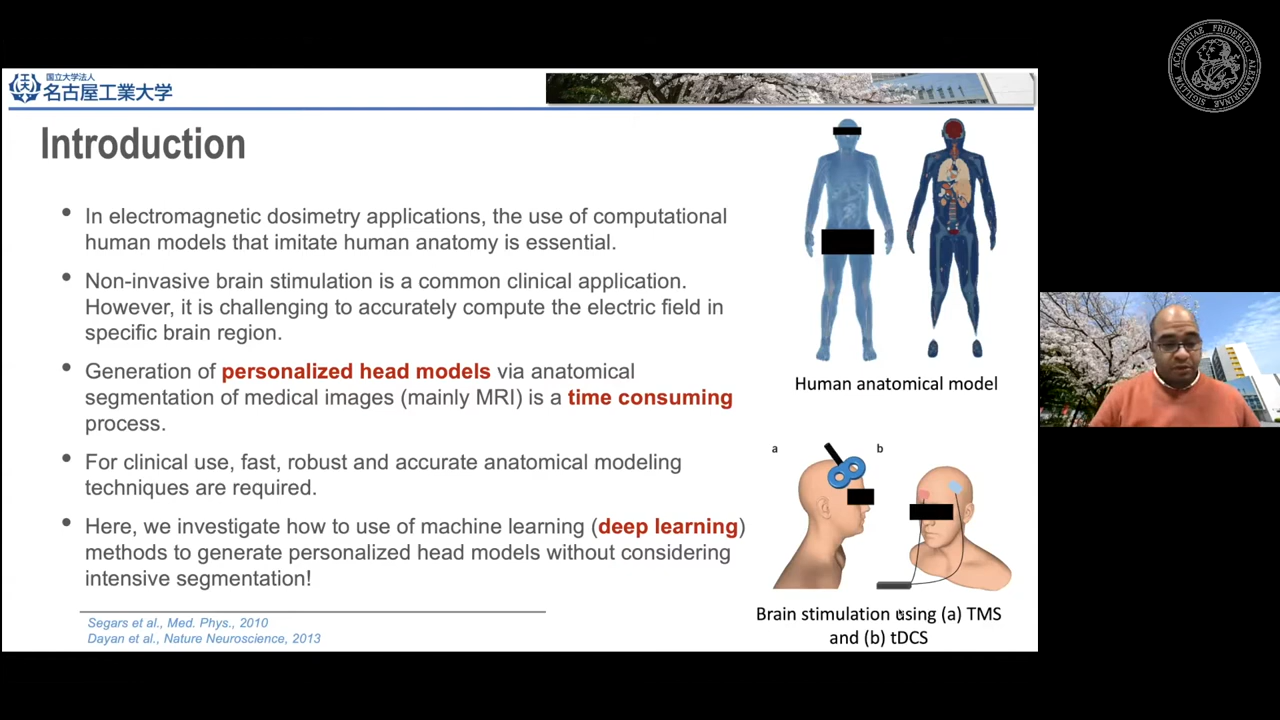 国立大学法人
名古屋工業大学
Introduction
• In electromagnetic dosimetry applications, the use of computational
human models that imitate human anatomy is essential.
• Non-invasive brain stimulation is a common clinical application.
However, it is challenging to accurately compute the electric field in
specific brain region.
• Generation of personalized head models via anatomical
segmentation of medical images (mainly MRI) is a time consuming
process.
• For clinical use, fast, robust and accurate anatomical modeling
techniques are required.
• Here, we investigate how to use of machine learning (deep learning)
methods to generate personalized head models without considering
intensive segmentation!
Segars et al., Med. Phys., 2010
Dayan et al., Nature Neuroscience, 2013
Human anatomical model
a
b
Brain stimulation using (a) TMS
and (b) tDCS
ACADEMIAE FRIDERICO
ALEXANDRINAE SIGILLVM